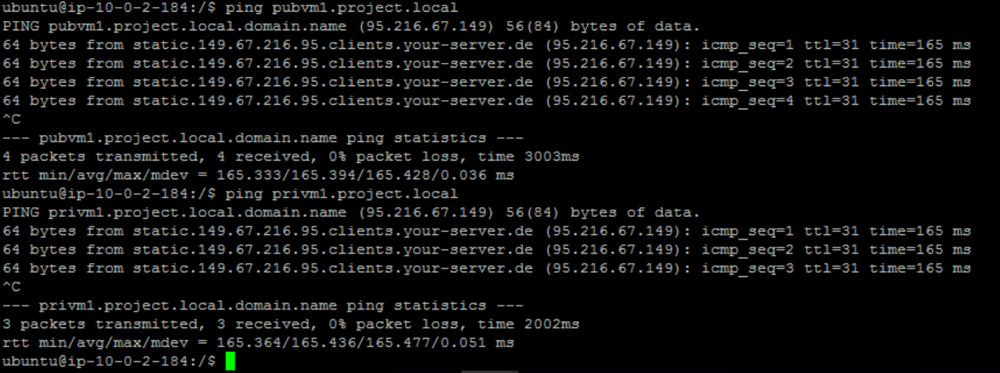 ubuntu@ip-10-0-2-184:/$ ping pubvm1.project.local
PING pubvm1.project.local.domain.name (95.216.67.149) 56(84) bytes of data.
64 bytes from static.149.67.216.95.clients.your-server.de (95.216.67.149): icmp_seq=1 ttl=31 time=165 ms
64 bytes from static.149.67.216.95.clients.your-server.de (95.216.67.149): icmp_seq=2 ttl=31 time=165 ms
64 bytes from static.149.67.216.95.clients.your-server.de (95.216.67.149): icmp_seq=3 ttl=31 time=165 ms
64 bytes from static.149.67.216.95.clients.your-server.de (95.216.67.149): icmp_seq=4 ttl=31 time=165 ms
^C
--- pubvm1.project.local.domain.name ping statistics ---
4 packets transmitted, 4 received, 0% packet loss, time 3003ms
rtt min/avg/max/mdev = 165.333/165.394/165.428/0.036 ms
ubuntu@ip-10-0-2-184:/$ ping privm1.project.local
PING privm1.project.local.domain.name (95.216.67.149) 56(84) bytes of data.
64 bytes from static.149.67.216.95.clients.your-server.de (95.216.67.149): icmp_seq=1 ttl=31 time=165 ms
64 bytes from static.149.67.216.95.clients.your-server.de (95.216.67.149): icmp_seq=2 ttl=31 time=165 ms
64 bytes from static.149.67.216.95.clients.your-server.de (95.216.67.149): icmp_seq=3 ttl=31 time=165 ms
^C
--- privm1.project.local.domain.name ping statistics ---
3 packets transmitted, 3 received, 0% packet loss, time 2002ms
rtt min/avg/max/mdev = 165.364/165.436/165.477/0.051 ms
ubuntu@ip-10-0-2-184:/$